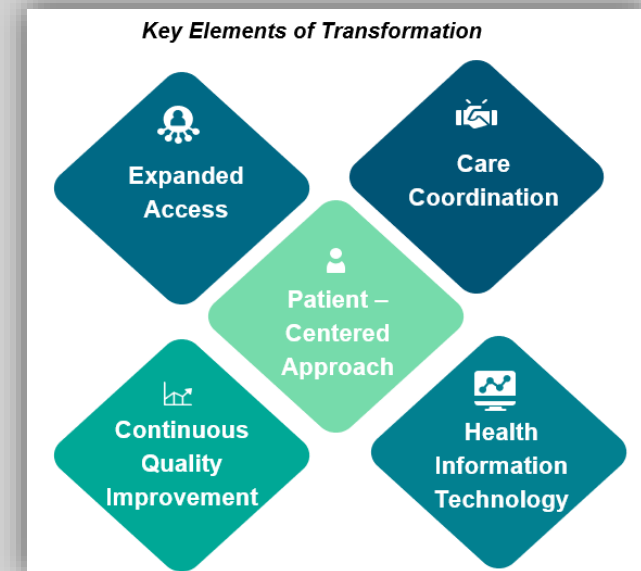 Key Elements of Transformation
Expanded
Access
Care
Coordination
Patient –
Centered
Approach
Continuous
Quality
Improvement
Health
Information
Technology